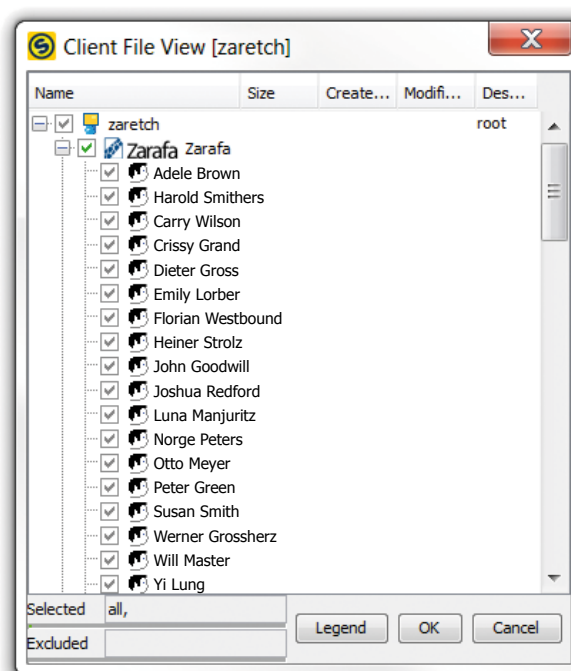 Client File View [zaretch]
Name Size Create... Modifi... Des...
zaretch root
Zarafa Zarafa
Adele Brown
Harold Smithers
Carry Wilson
Crissy Grand
Dieter Gross
Emily Lorber
Florian Westbound
Heiner Strolz
John Goodwill
Joshua Redford
Luna Manjuritz
Norge Peters
Otto Meyer
Peter Green
Susan Smith
Werner Grossherz
Will Master
Yi Lung
Selected all,
Excluded
Legend OK Cancel